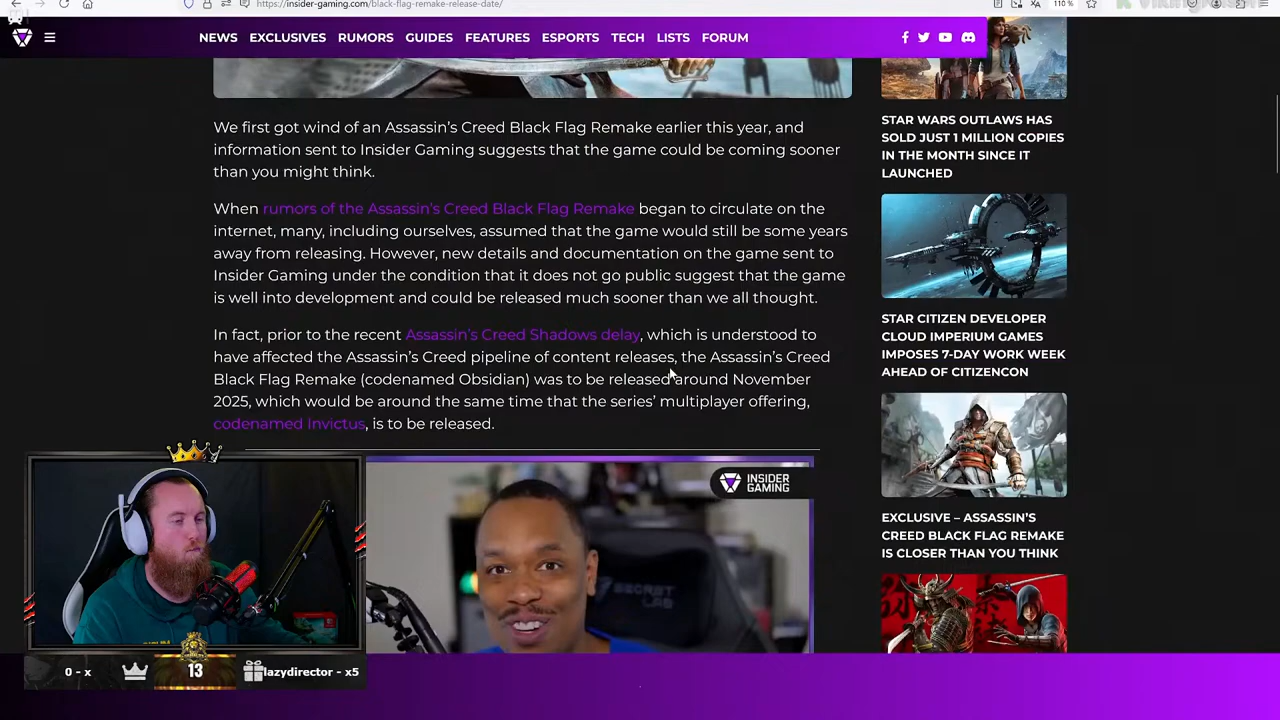 https://insider-gaming.com/black-flag-remake-release-date/
110 %
NEWS EXCLUSIVES RUMORS GUIDES FEATURES ESPORTS TECH LISTS FORUM
We first got wind of an Assassin's Creed Black Flag Remake earlier this year, and
information sent to Insider Gaming suggests that the game could be coming sooner
than you might think.
When rumors of the Assassin's Creed Black Flag Remake began to circulate on the
internet, many, including ourselves, assumed that the game would still be some years
away from releasing. However, new details and documentation on the game sent to
Insider Gaming under the condition that it does not go public suggest that the game
is well into development and could be released much sooner than we all thought.
In fact, prior to the recent Assassin's Creed Shadows delay, which is understood to
have affected the Assassin's Creed pipeline of content releases, the Assassin's Creed
Black Flag Remake (codenamed Obsidian) was to be released around November
2025, which would be around the same time that the series' multiplayer offering,
codenamed Invictus, is to be released.
STAR WARS OUTLAWS HAS
SOLD JUST 1 MILLION COPIES
IN THE MONTH SINCE IT
LAUNCHED
STAR CITIZEN DEVELOPER
CLOUD IMPERIUM GAMES
IMPOSES 7-DAY WORK WEEK
AHEAD OF CITIZENCON
EXCLUSIVE – ASSASSIN'S
CREED BLACK FLAG REMAKE
IS CLOSER THAN YOU THINK
INSIDER
GAMING
SECRET
LAB
0 - x
13
lazydirector - x5